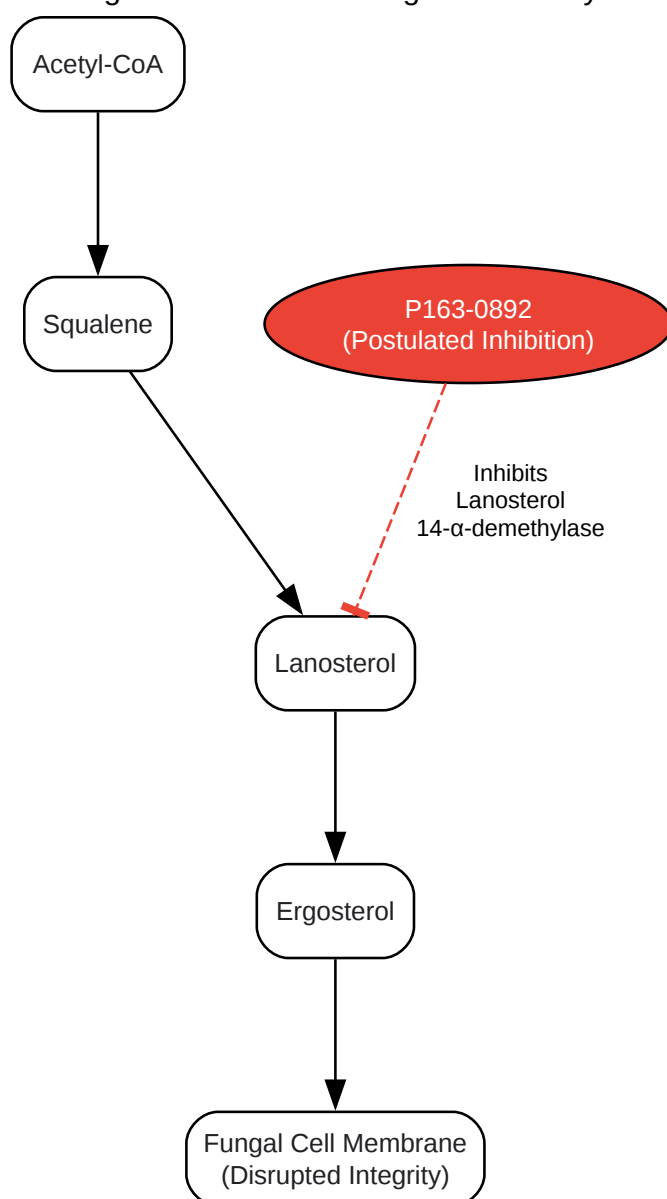 Acetyl-CoA
Squalene
P163-0892
(Postulated Inhibition)
Inhibits
Lanosterol
14-α-demethylase
Lanosterol
Ergosterol
Fungal Cell Membrane
(Disrupted Integrity)